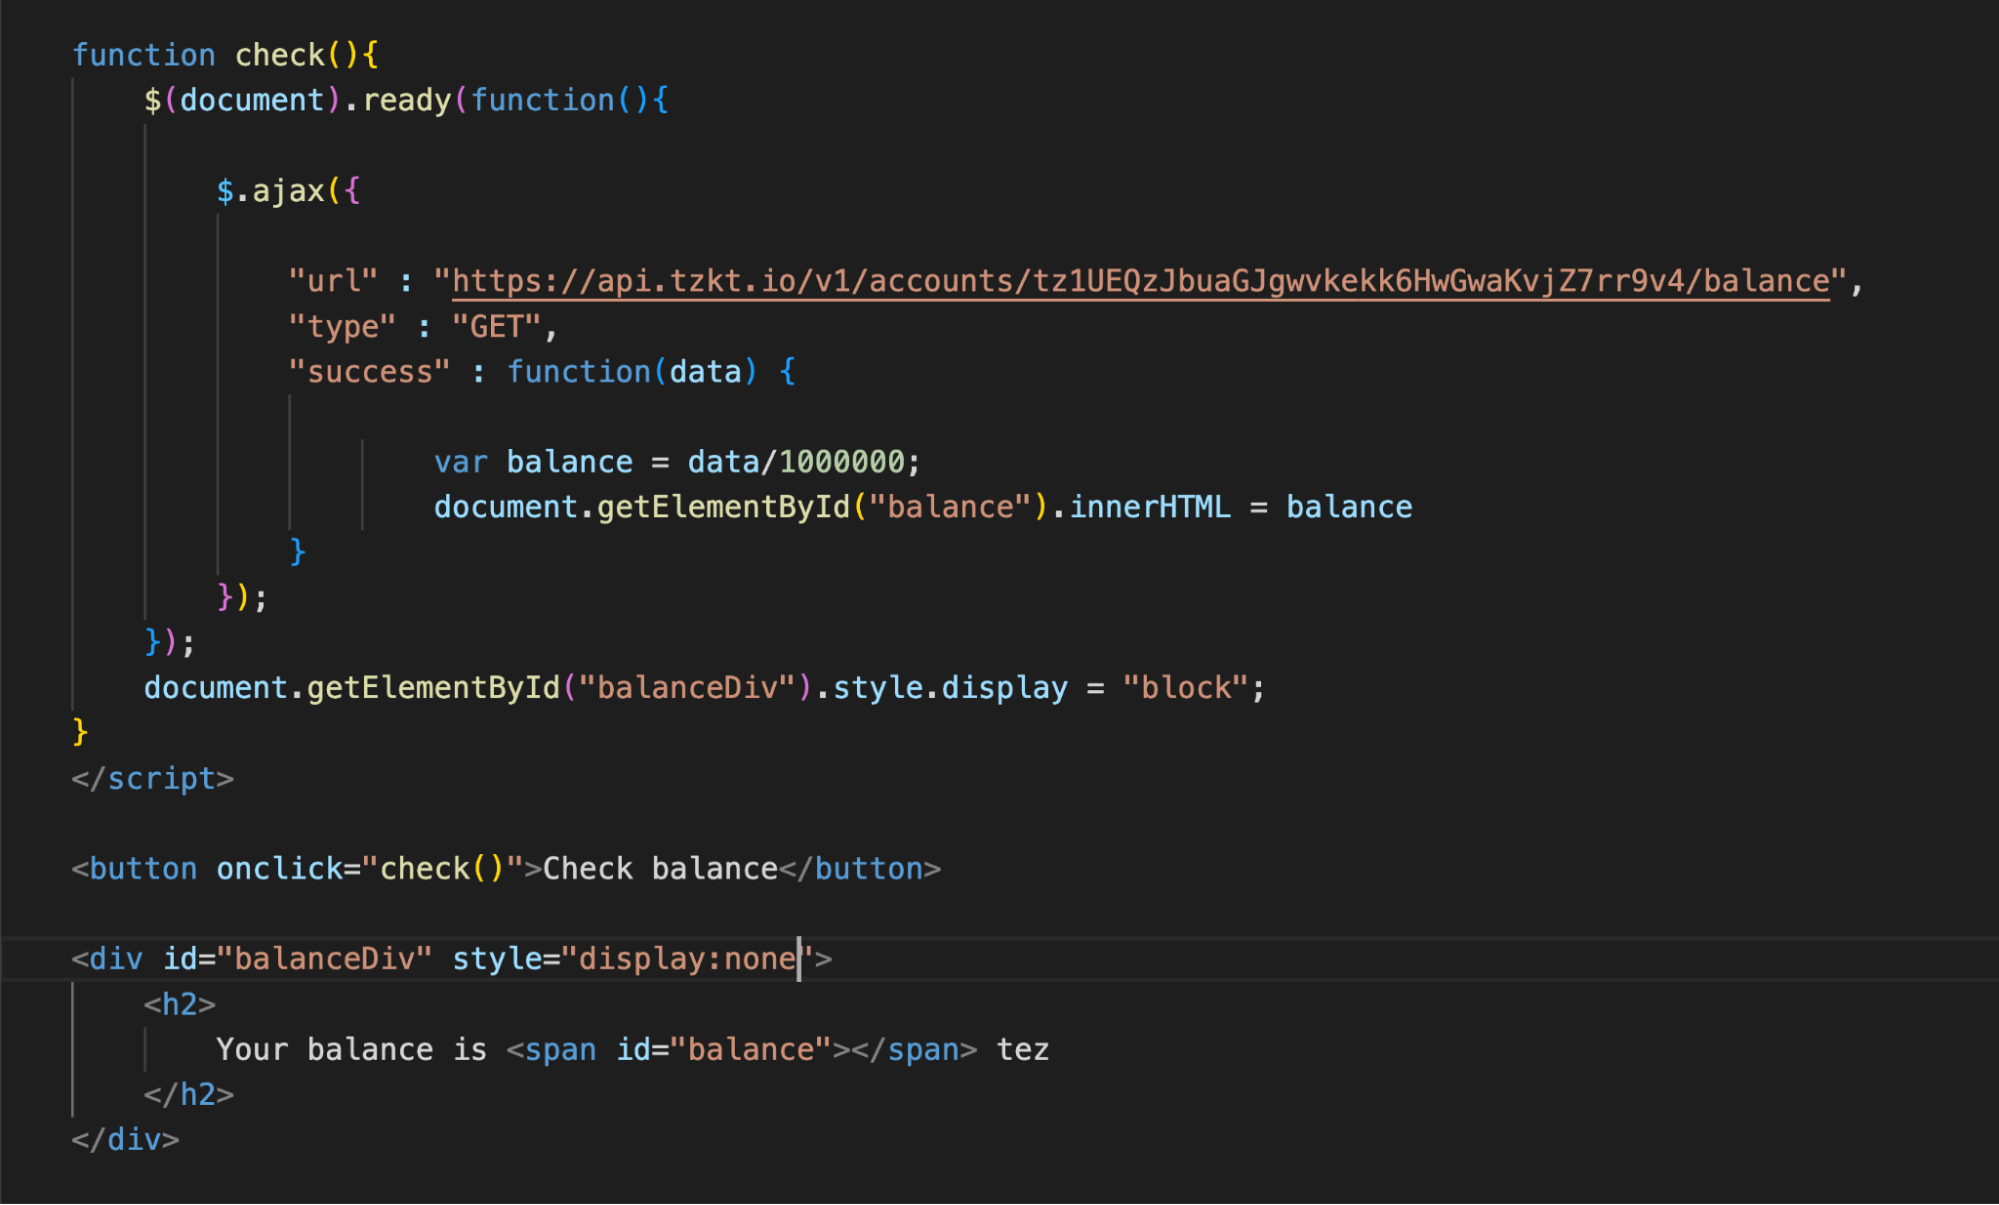 function check(){
$(document).ready(function(){
$.ajax({
"url" : "https://api.tzkt.io/v1/accounts/tz1UEQzJbuaGJgwvkekk6HwGwaKvjZ7rr9v4/balance",
"type" : "GET",
"success" : function(data) {
var balance = data/1000000;
document.getElementById("balance").innerHTML = balance
}
});
});
document.getElementById("balanceDiv").style.display = "block";
}
</script>
<button onclick="check()">Check balance</button>
<div id="balanceDiv" style="display:none">
<h2>
Your balance is <span id="balance"></span> tez
</h2>
</div>